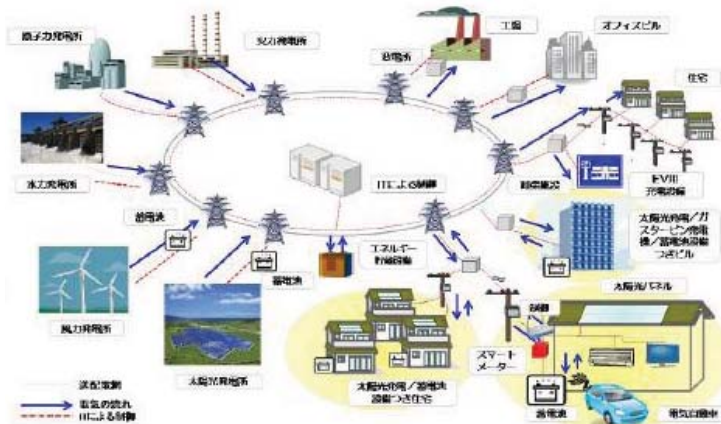 原子力発電所
火力発電所
変電所
工場
オフィスビル
住宅
水力発電所
ITによる制御
商業施設
EV用
充電設備
蓄電池
エネルギー
貯蔵設備
太陽光発電／ガ
スタービン発電
機／蓄電池設備
つきビル
太陽光パネル
風力発電所
蓄電池
太陽光発電所
太陽光発電／蓄電池
設備つき住宅
スマート
メーター
制御
蓄電池
電気自動車
送配電網
電気の流れ
ITによる制御